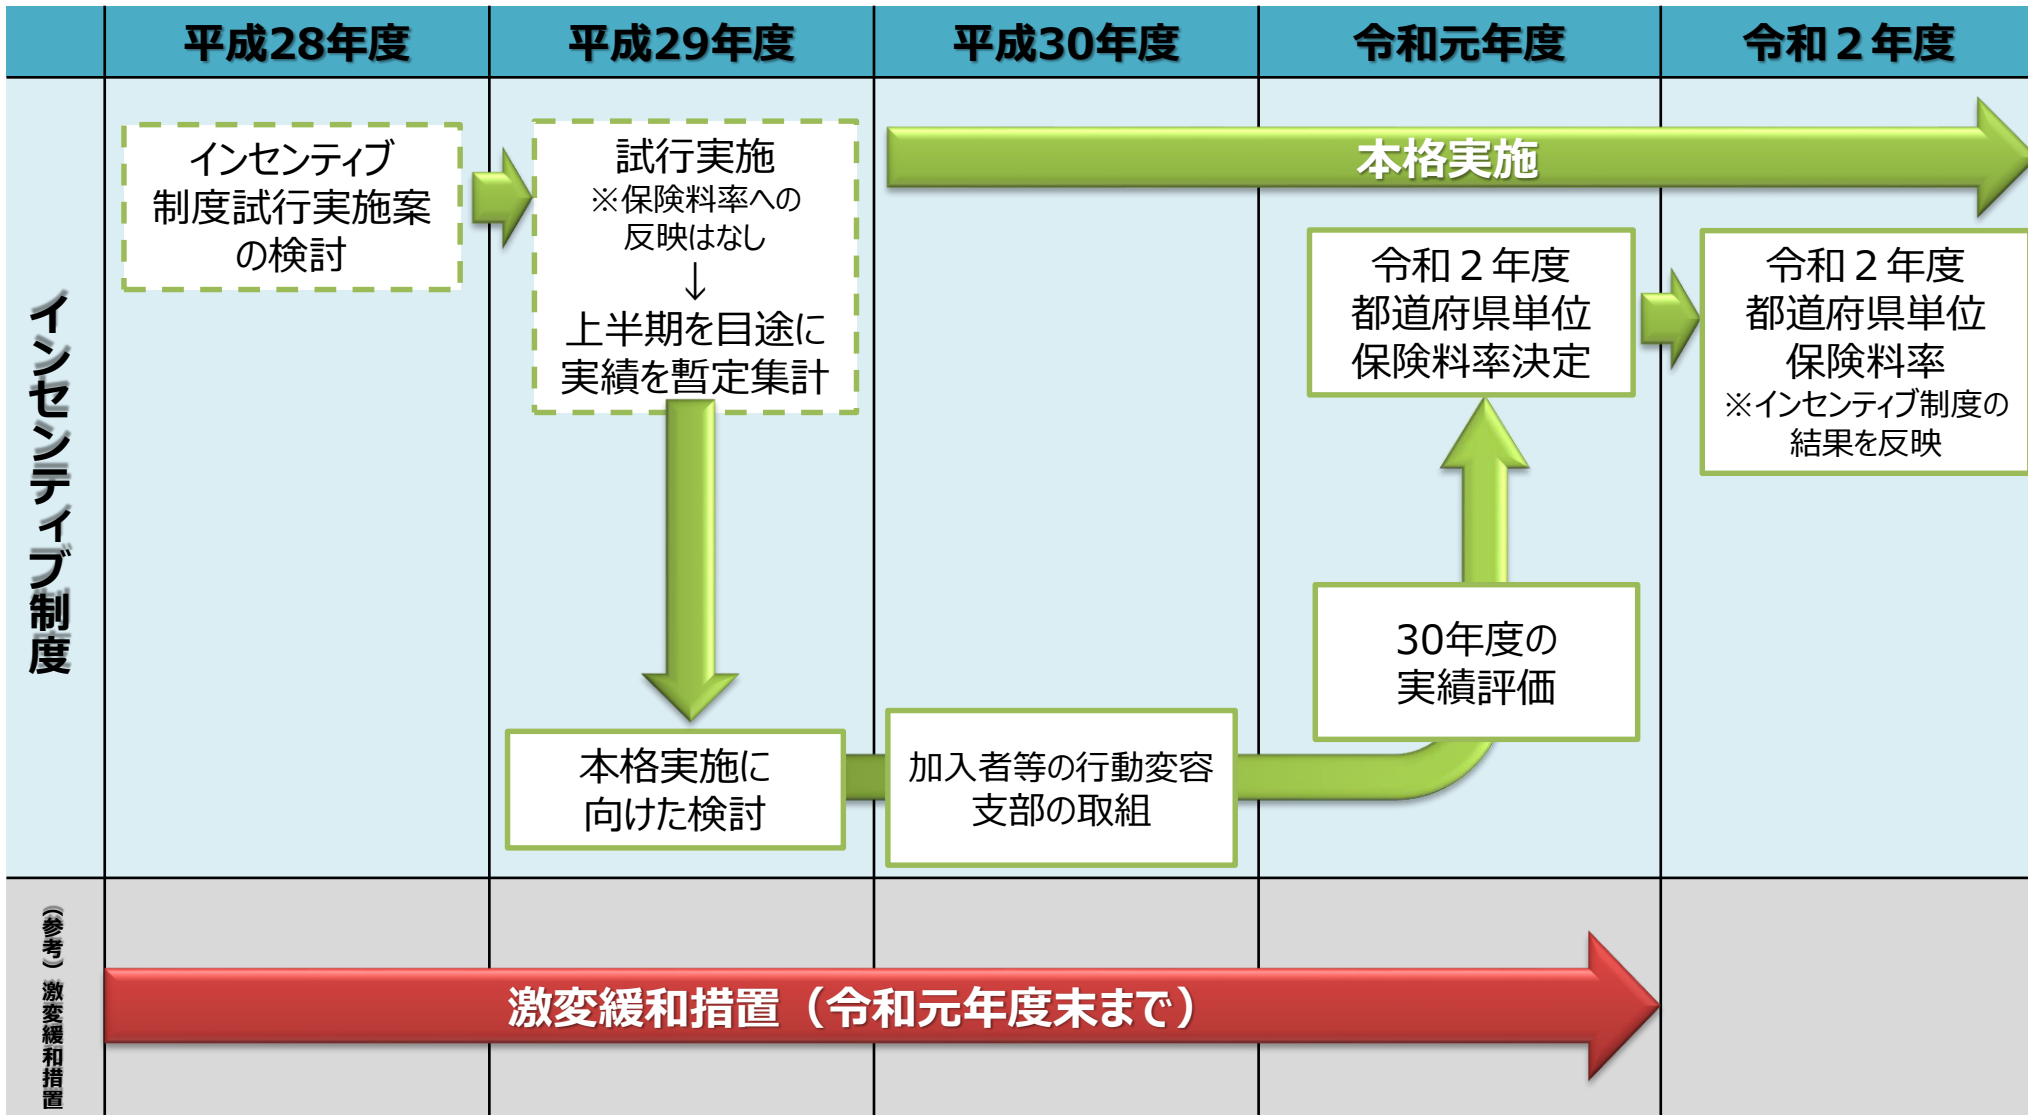 平成28年度
平成29年度
平成30年度
令和元年度
令和２年度
インセンティブ制度
インセンティブ
制度試行実施案
の検討
試行実施
※保険料率への
反映はなし
↓
上半期を目途に
実績を暫定集計
本格実施に
向けた検討
本格実施
加入者等の行動変容
支部の取組
令和２年度
都道府県単位
保険料率決定
30年度の
実績評価
令和２年度
都道府県単位
保険料率
※インセンティブ制度の
結果を反映
（参考）激変緩和措置
激変緩和措置（令和元年度末まで）